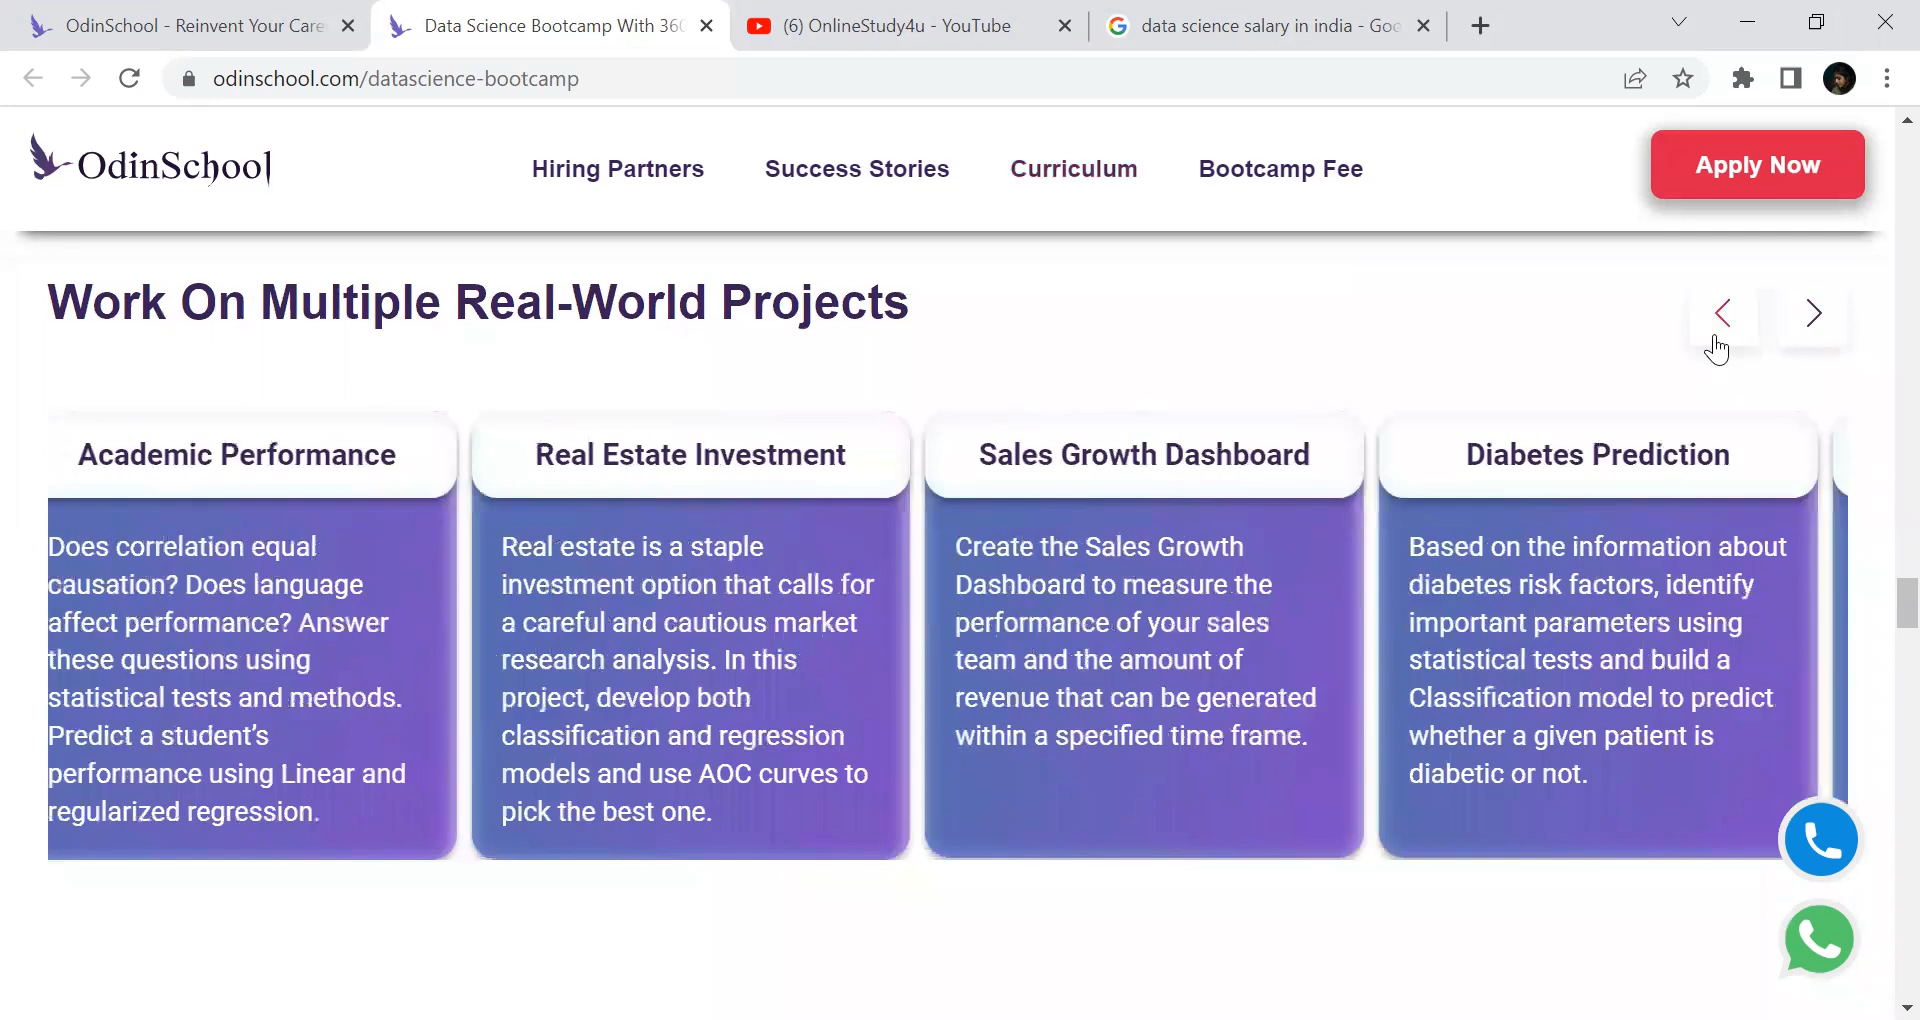 OdinSchool - Reinvent Your Care
Data Science Bootcamp With 360
(6) OnlineStudy4u - YouTube
data science salary in india - Goo
odinschool.com/datascience-bootcamp
OdinSchool
Hiring Partners
Success Stories
Curriculum
Bootcamp Fee
Apply Now
Work On Multiple Real-World Projects
Academic Performance
Does correlation equal
causation? Does language
affect performance? Answer
these questions using
statistical tests and methods.
Predict a student’s
performance using Linear and
regularized regression.
Real Estate Investment
Real estate is a staple
investment option that calls for
a careful and cautious market
research analysis. In this
project, develop both
classification and regression
models and use AOC curves to
pick the best one.
Sales Growth Dashboard
Create the Sales Growth
Dashboard to measure the
performance of your sales
team and the amount of
revenue that can be generated
within a specified time frame.
Diabetes Prediction
Based on the information about
diabetes risk factors, identify
important parameters using
statistical tests and build a
Classification model to predict
whether a given patient is
diabetic or not.